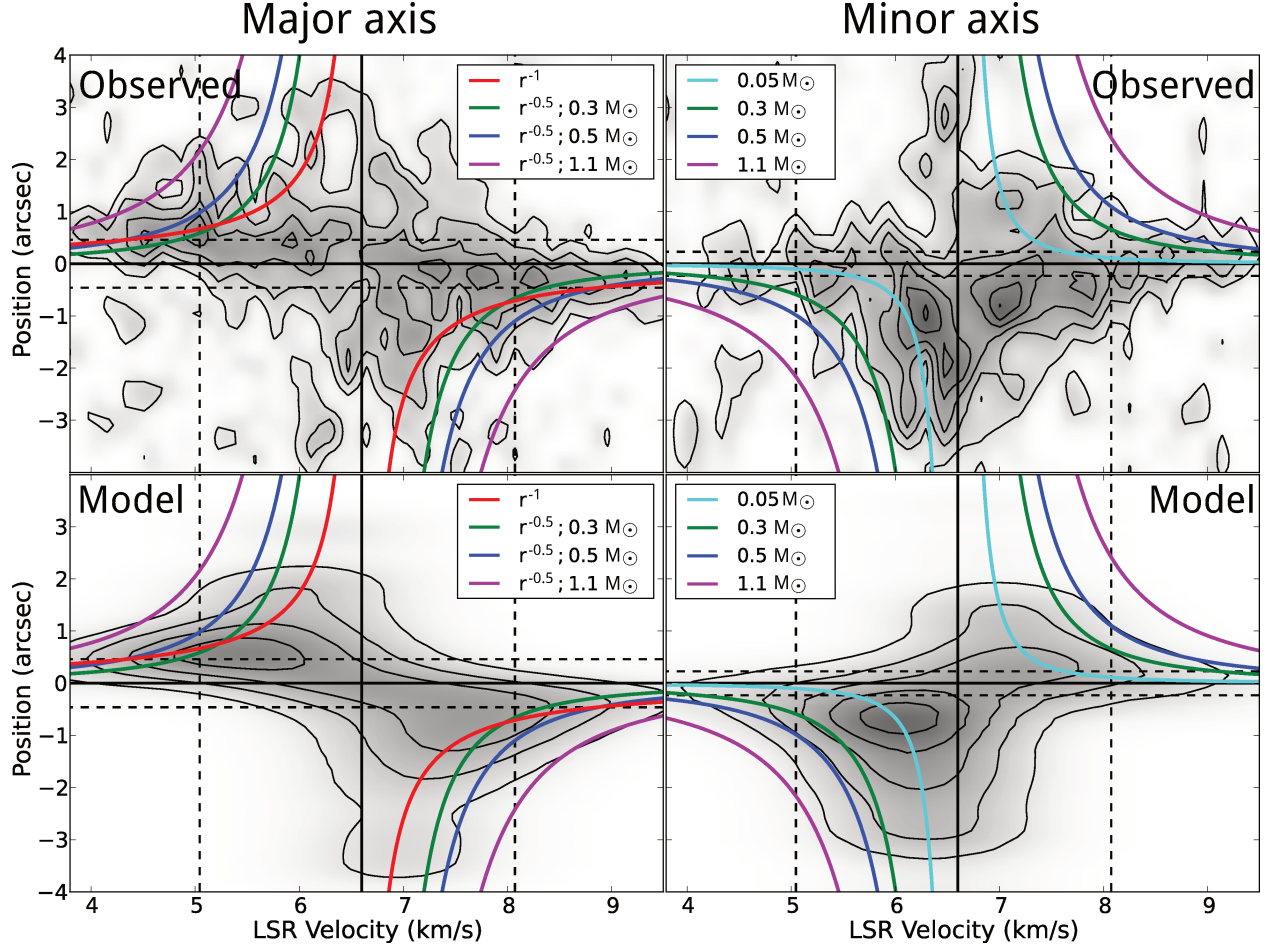 Major axis
Minor axis
Observed
r⁻¹
r⁻⁰·⁵ ; 0.3 M☉
r⁻⁰·⁵ ; 0.5 M☉
r⁻⁰·⁵ ; 1.1 M☉
0.05 M☉
0.3 M☉
0.5 M☉
1.1 M☉
Observed
4
3
2
1
0
−1
−2
−3
Position (arcsec)
Model
r⁻¹
r⁻⁰·⁵ ; 0.3 M☉
r⁻⁰·⁵ ; 0.5 M☉
r⁻⁰·⁵ ; 1.1 M☉
0.05 M☉
0.3 M☉
0.5 M☉
1.1 M☉
Model
3
2
1
0
−1
−2
−3
−4
Position (arcsec)
4 5 6 7 8 9
4 5 6 7 8 9
LSR Velocity (km/s)
LSR Velocity (km/s)